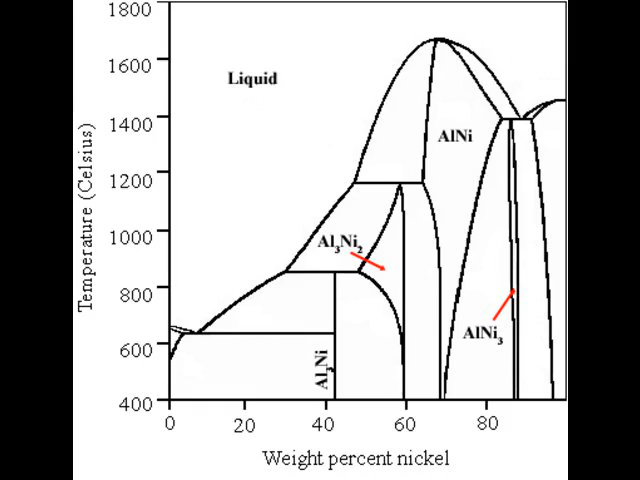 1800
1600
1400
1200
1000
800
600
400
0
20
40
60
80
Temperature (Celsius)
Weight percent nickel
Liquid
AlNi
Al3Ni2
AlNi3
Al3Ni